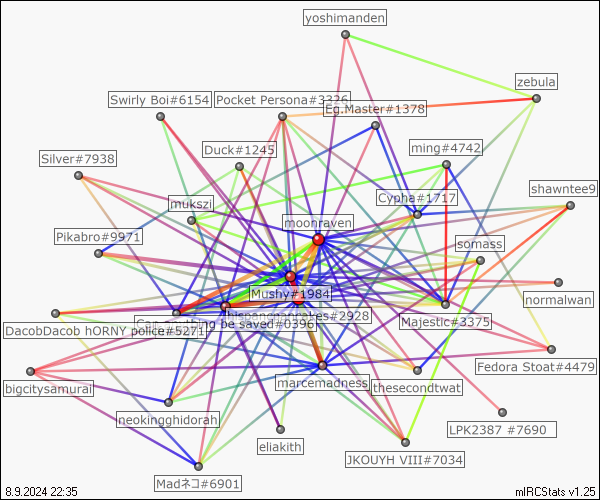 yoshimanden
zebula
Swirly Boi#6154
Pocket Persona#3326
Eg.Master#1378
Duck#1245
ming#4742
Silver#7938
shawntee9
mukszi
Cypha#1717
moonraven
Pikabro#9971
somass
Mushy#1984
normalwan
hispanganrakes#2928
DacobDacob hORNY police#5271
thing be saved#0396
Majestic#3375
Fedora Stoat#4479
bigcitysamurai
marcemadness
thesecondtwat
neokingghidorah
LPK2387 #7690
eliakith
JKOUYH VIII#7034
Madネコ#6901
8.9.2024 22:35
mIRCStats v1.25